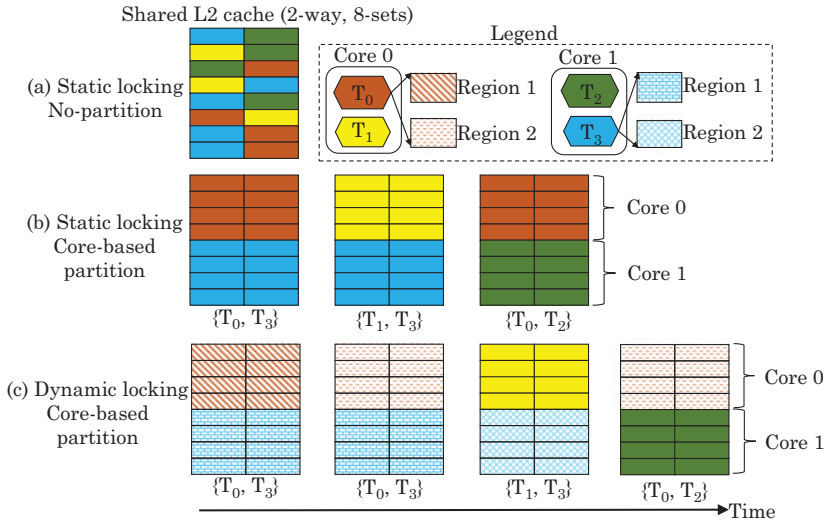 Shared L2 cache (2-way, 8-sets)
Legend
Core 0
Core 1
(a) Static locking
No-partition
T0
T1
Region 1
Region 2
T2
T3
Region 1
Region 2
(b) Static locking
Core-based
partition
Core 0
Core 1
{T0, T3}
{T1, T3}
{T0, T2}
(c) Dynamic locking
Core-based
partition
Core 0
Core 1
{T0, T3}
{T0, T3}
{T1, T3}
{T0, T2}
Time